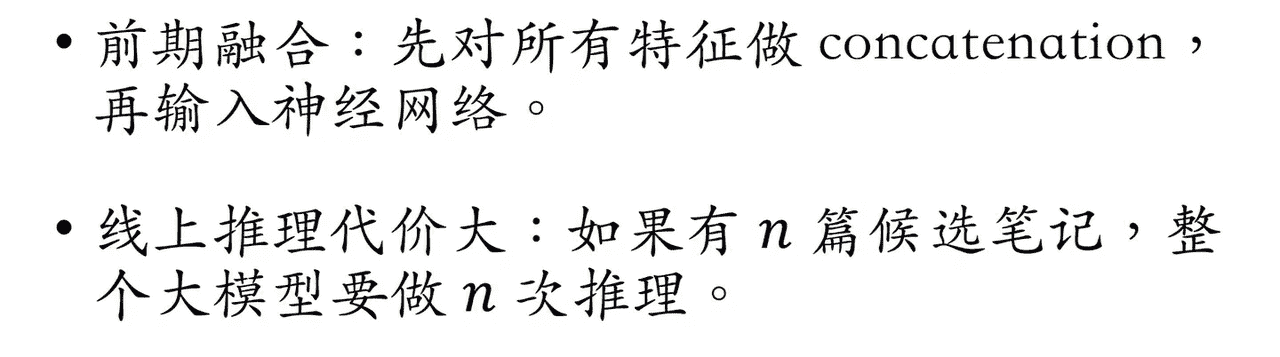 • 前期融合：先对所有特征做 concatenation，
再输入神经网络。
• 线上推理代价大：如果有 n 篇候选笔记，整
个大模型要做 n 次推理。